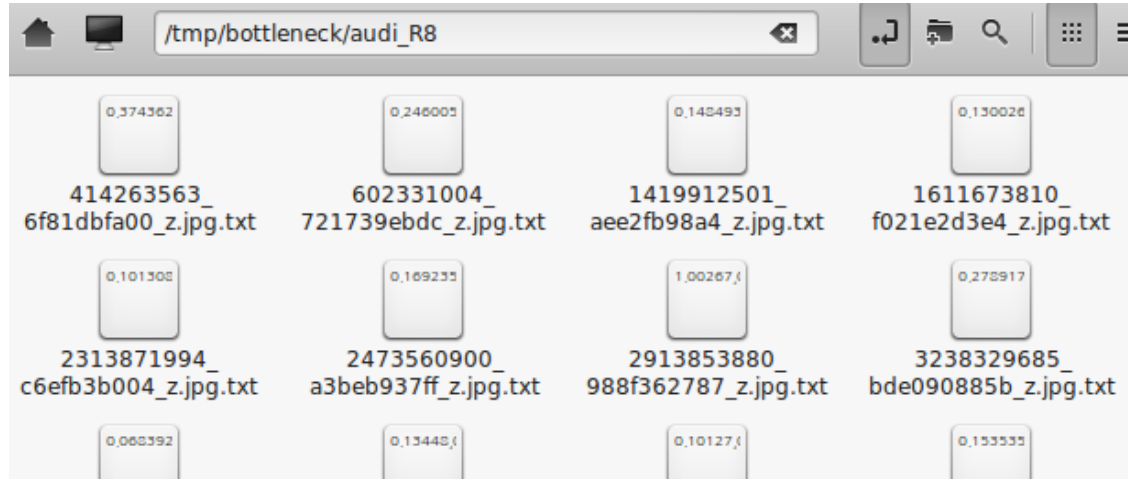 /tmp/bottleneck/audi_R8
0,374362 0,246005 0,148493 0,130026
414263563_ 602331004_ 1419912501_ 1611673810_
6f81dbfa00_z.jpg.txt 721739ebdc_z.jpg.txt aee2fb98a4_z.jpg.txt f021e2d3e4_z.jpg.txt
0,101308 0,169235 1,00267,0 0,278917
2313871994_ 2473560900_ 2913853880_ 3238329685_
c6efb3b004_z.jpg.txt a3beb937ff_z.jpg.txt 988f362787_z.jpg.txt bde090885b_z.jpg.txt
0,068392 0,13448,0 0,10127,0 0,153535